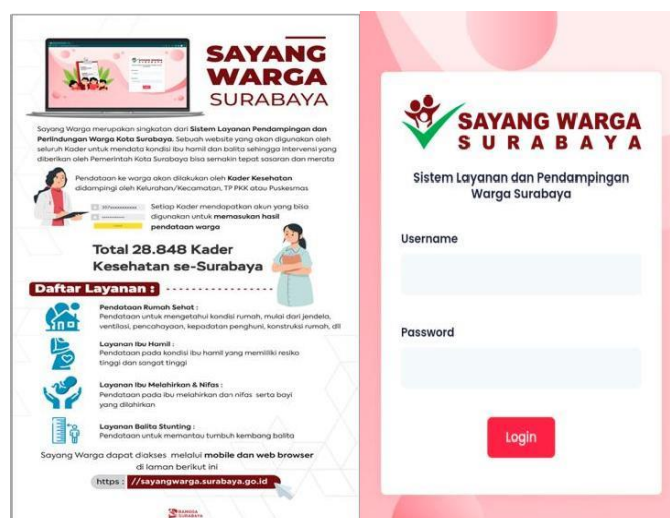 SAYANG
WARGA
SURABAYA
Sayang Warga merupakan singkatan dari Sistem Layanan Pendampingan dan
Perlindungan Warga Kota Surabaya. Sebuah website yang akan digunakan oleh
seluruh Kader untuk mendata kondisi ibu hamil dan balita sehingga intervensi yang
diberikan oleh Pemerintah Kota Surabaya bisa semakin tepat sasaran dan merata
Pendataan ke warga akan dilakukan oleh Kader Kesehatan
didampingi oleh Kelurahan/Kecamatan, TP PKK atau Puskesmas
Setiap Kader mendapatkan akun yang bisa
digunakan untuk memasukan hasil
pendataan warga
Total 28.848 Kader
Kesehatan se-Surabaya
Daftar Layanan :
Pendataan Rumah Sehat :
Pendataan untuk mengetahui kondisi rumah, mulai dari jendela,
ventilasi, pencahayaan, kepadatan penghuni, konstruksi rumah, dll
Layanan Ibu Hamil :
Pendataan pada kondisi ibu hamil yang memiliki resiko
tinggi dan sangat tinggi
Layanan Ibu Melahirkan & Nifas :
Pendataan pada ibu melahirkan dan nifas serta bayi
yang dilahirkan
Layanan Balita Stunting :
Pendataan untuk memantau tumbuh kembang balita
Sayang Warga dapat diakses melalui mobile dan web browser
di laman berikut ini
https : //sayangwarga.surabaya.go.id
BANGGA
SURABAYA
SAYANG WARGA
SURABAYA
Sistem Layanan dan Pendampingan
Warga Surabaya
Username
Password
Login